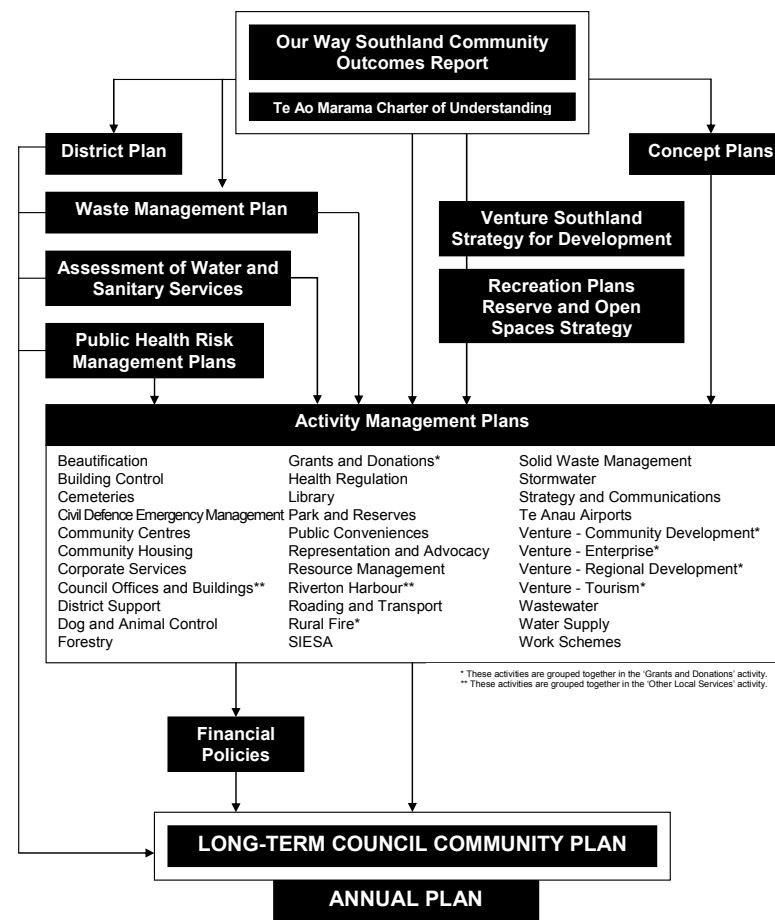 Our Way Southland Community
Outcomes Report
Te Ao Marama Charter of Understanding
District Plan
Concept Plans
Waste Management Plan
Venture Southland
Strategy for Development
Assessment of Water and
Sanitary Services
Recreation Plans
Reserve and Open
Spaces Strategy
Public Health Risk
Management Plans
Activity Management Plans
Beautification
Building Control
Cemeteries
Civil Defence Emergency Management
Community Centres
Community Housing
Corporate Services
Council Offices and Buildings**
District Support
Dog and Animal Control
Forestry
Grants and Donations*
Health Regulation
Library
Park and Reserves
Public Conveniences
Representation and Advocacy
Resource Management
Riverton Harbour**
Roading and Transport
Rural Fire*
SIESA
Solid Waste Management
Stormwater
Strategy and Communications
Te Anau Airports
Venture - Community Development*
Venture - Enterprise*
Venture - Regional Development*
Venture - Tourism*
Wastewater
Water Supply
Work Schemes
* These activities are grouped together in the 'Grants and Donations' activity.
** These activities are grouped together in the 'Other Local Services' activity.
Financial
Policies
LONG-TERM COUNCIL COMMUNITY PLAN
ANNUAL PLAN